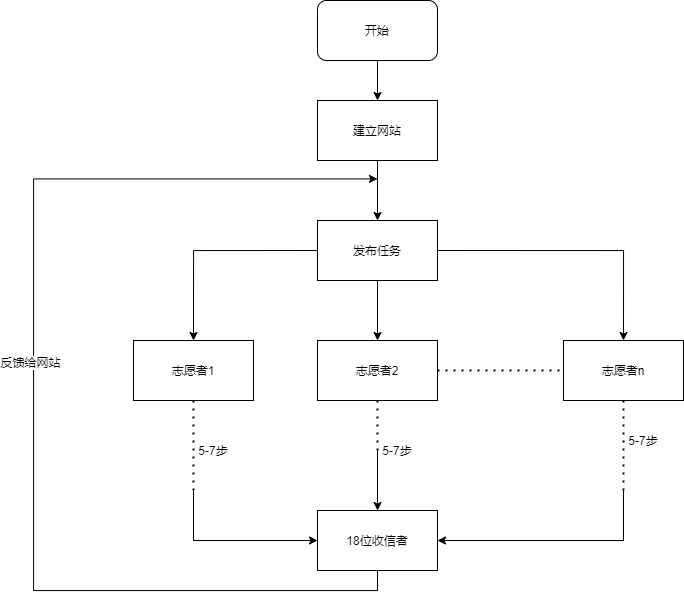 开始
建立网站
发布任务
反馈给网站
志愿者1
志愿者2
志愿者n
5-7步
5-7步
5-7步
18位收信者